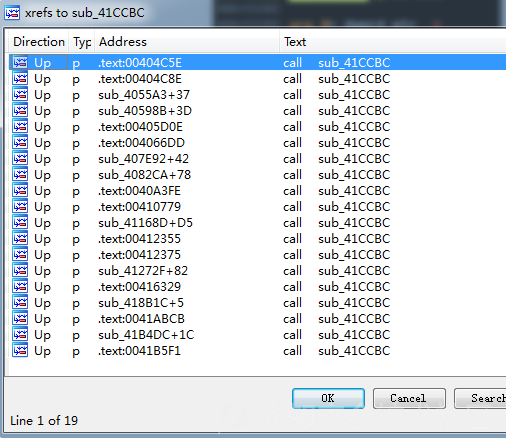 xrefs to sub_41CCBC
Direction Typ Address Text
Up p .text:00404C5E call sub_41CCBC
Up p .text:00404C8E call sub_41CCBC
Up p sub_4055A3+37 call sub_41CCBC
Up p sub_40598B+3D call sub_41CCBC
Up p .text:00405D0E call sub_41CCBC
Up p .text:004066DD call sub_41CCBC
Up p sub_407E92+42 call sub_41CCBC
Up p sub_4082CA+78 call sub_41CCBC
Up p .text:0040A3FE call sub_41CCBC
Up p .text:00410779 call sub_41CCBC
Up p sub_41168D+D5 call sub_41CCBC
Up p .text:00412355 call sub_41CCBC
Up p .text:00412375 call sub_41CCBC
Up p sub_41272F+82 call sub_41CCBC
Up p .text:00416329 call sub_41CCBC
Up p sub_418B1C+5 call sub_41CCBC
Up p .text:0041ABCB call sub_41CCBC
Up p sub_41B4DC+1C call sub_41CCBC
Up p .text:0041B5F1 call sub_41CCBC
OK Cancel Search
Line 1 of 19